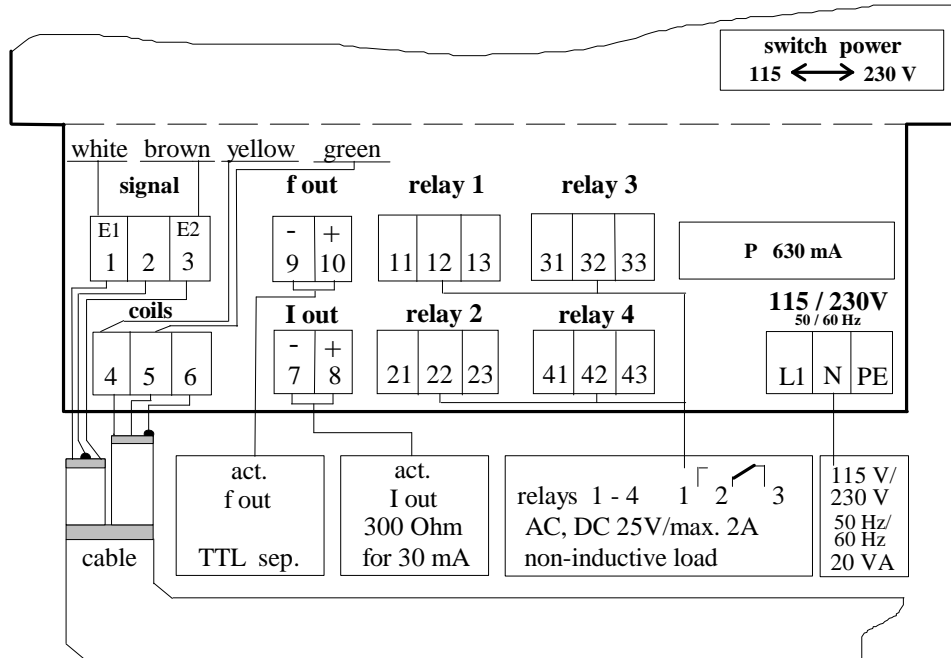 switch power
115 230 V
white brown yellow green
signal f out relay 1 relay 3
E1 E2 - +
1 2 3 9 10 11 12 13 31 32 33
P 630 mA
115 / 230V
50 / 60 Hz
coils I out relay 2 relay 4
- +
4 5 6 7 8 21 22 23 41 42 43 L1 N PE
act.
f out
TTL sep.
act.
I out
300 Ohm
for 30 mA
relays 1 - 4 1 2 3
AC, DC 25V/max. 2A
non-inductive load
115 V/
230 V
50 Hz/
60 Hz
20 VA
cable